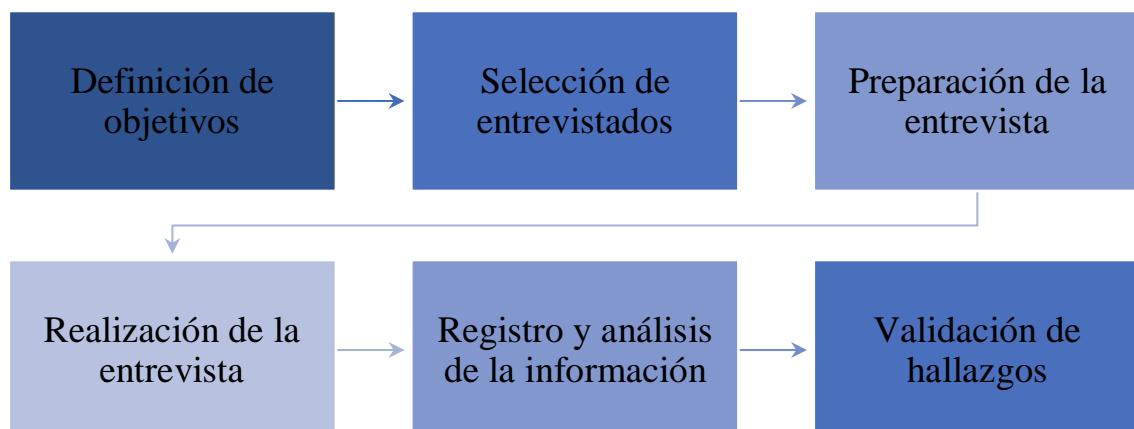 Definición de
objetivos
Selección de
entrevistados
Preparación de la
entrevista
Realización de la
entrevista
Registro y análisis
de la información
Validación de
hallazgos